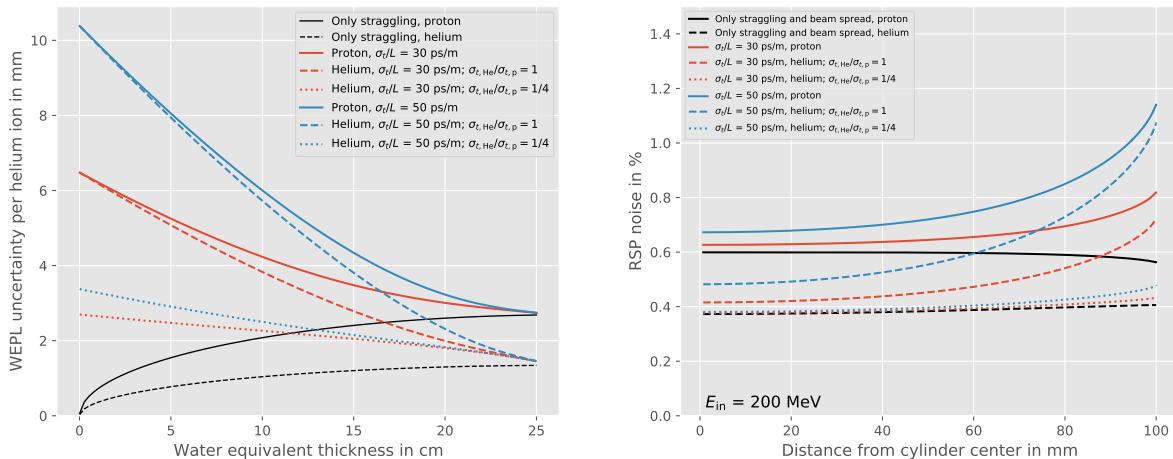 WEPL uncertainty per helium ion in mm
10
8
6
4
2
0
0
5
10
15
20
25
Water equivalent thickness in cm
Only straggling, proton
Only straggling, helium
Proton, σt/L = 30 ps/m
Helium, σt/L = 30 ps/m; σt,He/σt,p = 1
Helium, σt/L = 30 ps/m; σt,He/σt,p = 1/4
Proton, σt/L = 50 ps/m
Helium, σt/L = 50 ps/m; σt,He/σt,p = 1
Helium, σt/L = 50 ps/m; σt,He/σt,p = 1/4
RSP noise in %
1.4
1.2
1.0
0.8
0.6
0.4
0.2
0.0
0
20
40
60
80
100
Distance from cylinder center in mm
Only straggling and beam spread, proton
Only straggling and beam spread, helium
σt/L = 30 ps/m, proton
σt/L = 30 ps/m, helium; σt,He/σt,p = 1
σt/L = 30 ps/m, helium; σt,He/σt,p = 1/4
σt/L = 50 ps/m, proton
σt/L = 50 ps/m, helium; σt,He/σt,p = 1
σt/L = 50 ps/m, helium; σt,He/σt,p = 1/4
Ein = 200 MeV